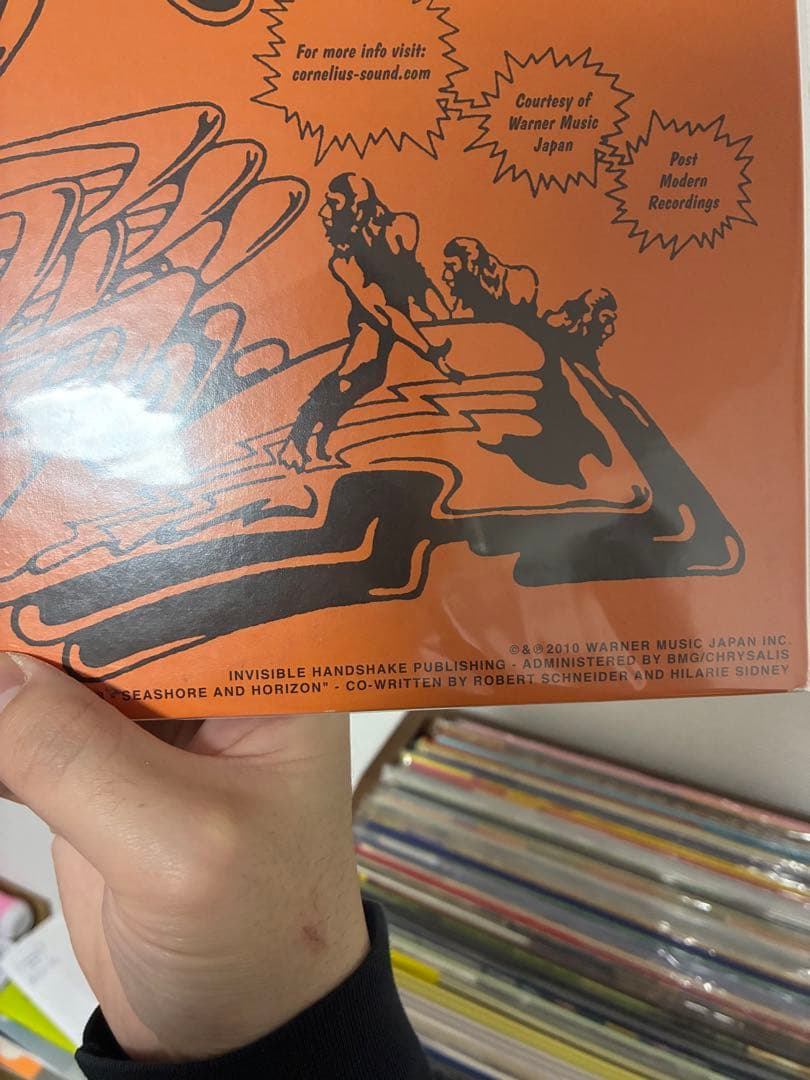 For more info visit:
cornelius-sound.com
Courtesy of
Warner Music
Japan
Post
Modern
Recordings
©&℗2010 WARNER MUSIC JAPAN INC.
INVISIBLE HANDSHAKE PUBLISHING - ADMINISTERED BY BMG/CHRYSALIS
"SEASHORE AND HORIZON" - CO-WRITTEN BY ROBERT SCHNEIDER AND HILARIE SIDNEY